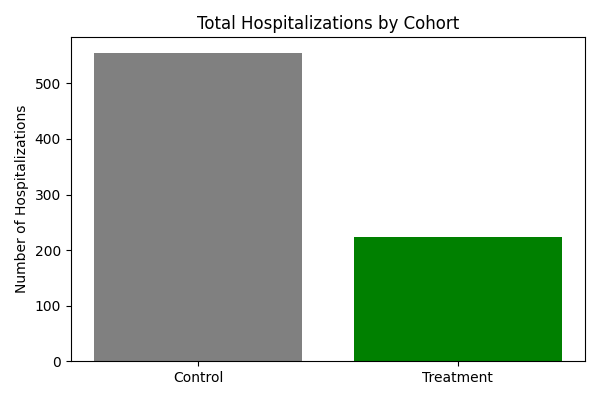 Total Hospitalizations by Cohort
Number of Hospitalizations
500
400
300
200
100
0
Control
Treatment